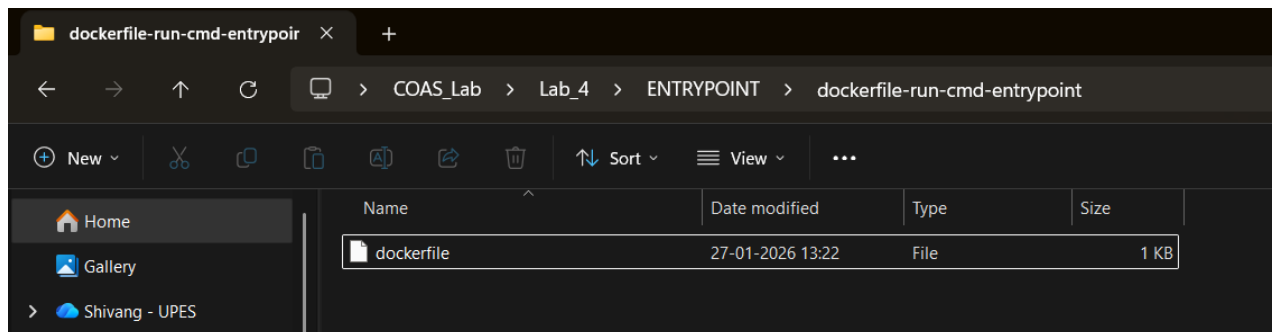 dockerfile-run-cmd-entrypoir
COAS_Lab > Lab_4 > ENTRYPOINT > dockerfile-run-cmd-entrypoint
New Sort View
Name Date modified Type Size
Home
dockerfile 27-01-2026 13:22 File 1 KB
Gallery
Shivang - UPES